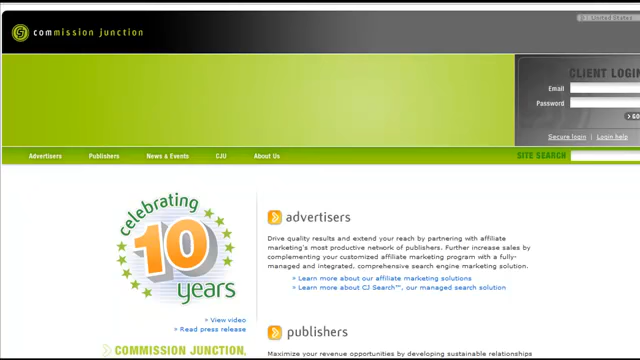 United States
commission junction
CLIENT LOGIN
Email
Password
GO
Secure login | Login help
Advertisers Publishers News & Events CJU About Us
SITE SEARCH
celebrating
10
years
» View video
» Read press release
COMMISSION JUNCTION.
advertisers
Drive quality results and extend your reach by partnering with affiliate
marketing's most productive network of publishers. Further increase sales by
complementing your customized affiliate marketing program with a fully-
managed and integrated, comprehensive search engine marketing solution.
» Learn more about our affiliate marketing solutions
» Learn more about CJ Search℠, our managed search solution
publishers
Maximize your revenue opportunities by developing sustainable relationships